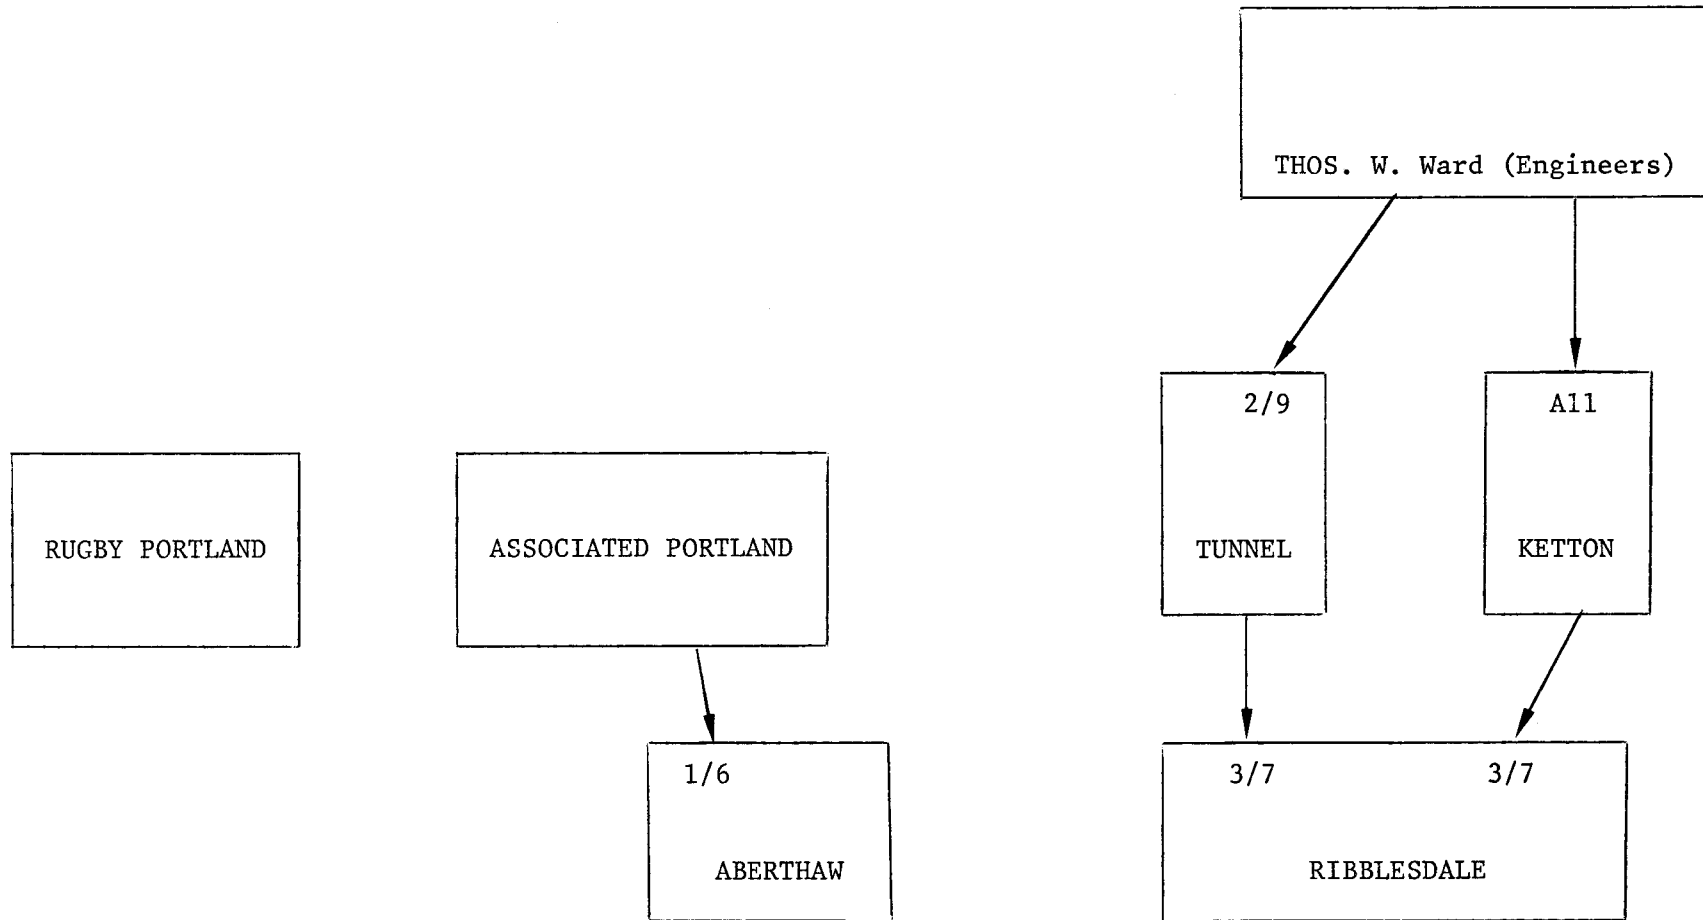 THOS. W. Ward (Engineers)
2/9
All
RUGBY PORTLAND
ASSOCIATED PORTLAND
TUNNEL
KETTON
1/6
3/7
3/7
ABERTHAW
RIBBLESDALE